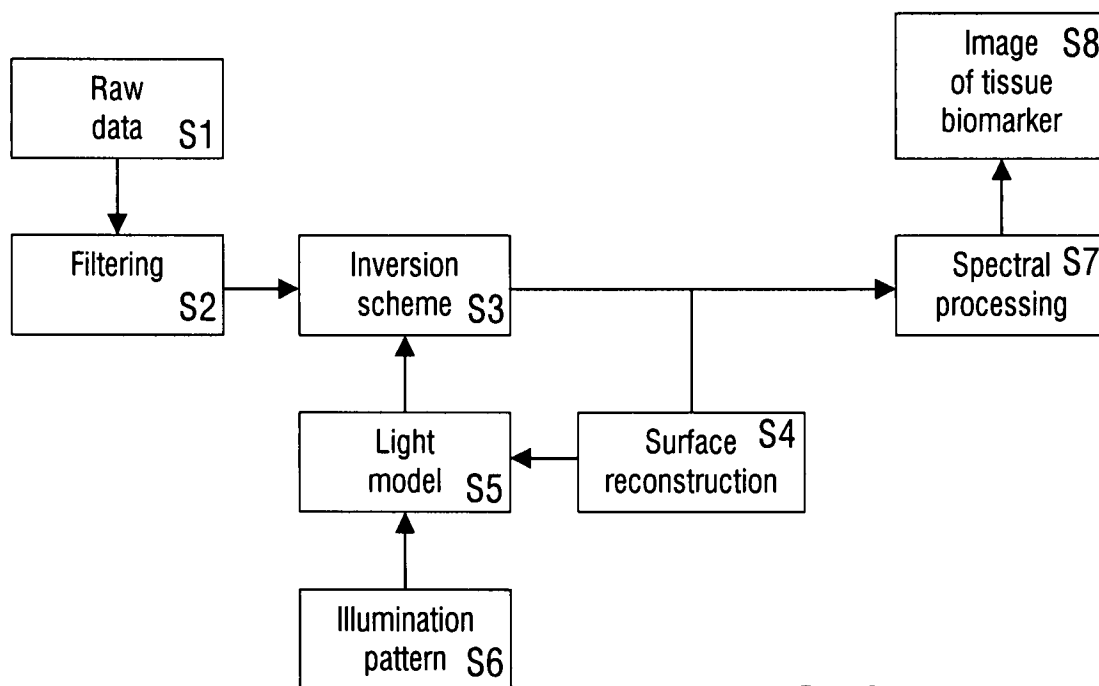 Raw
data S1
Filtering
S2
Inversion
scheme S3
Light
model S5
Illumination
pattern S6
Surface S4
reconstruction
Spectral S7
processing
Image S8
of tissue
biomarker